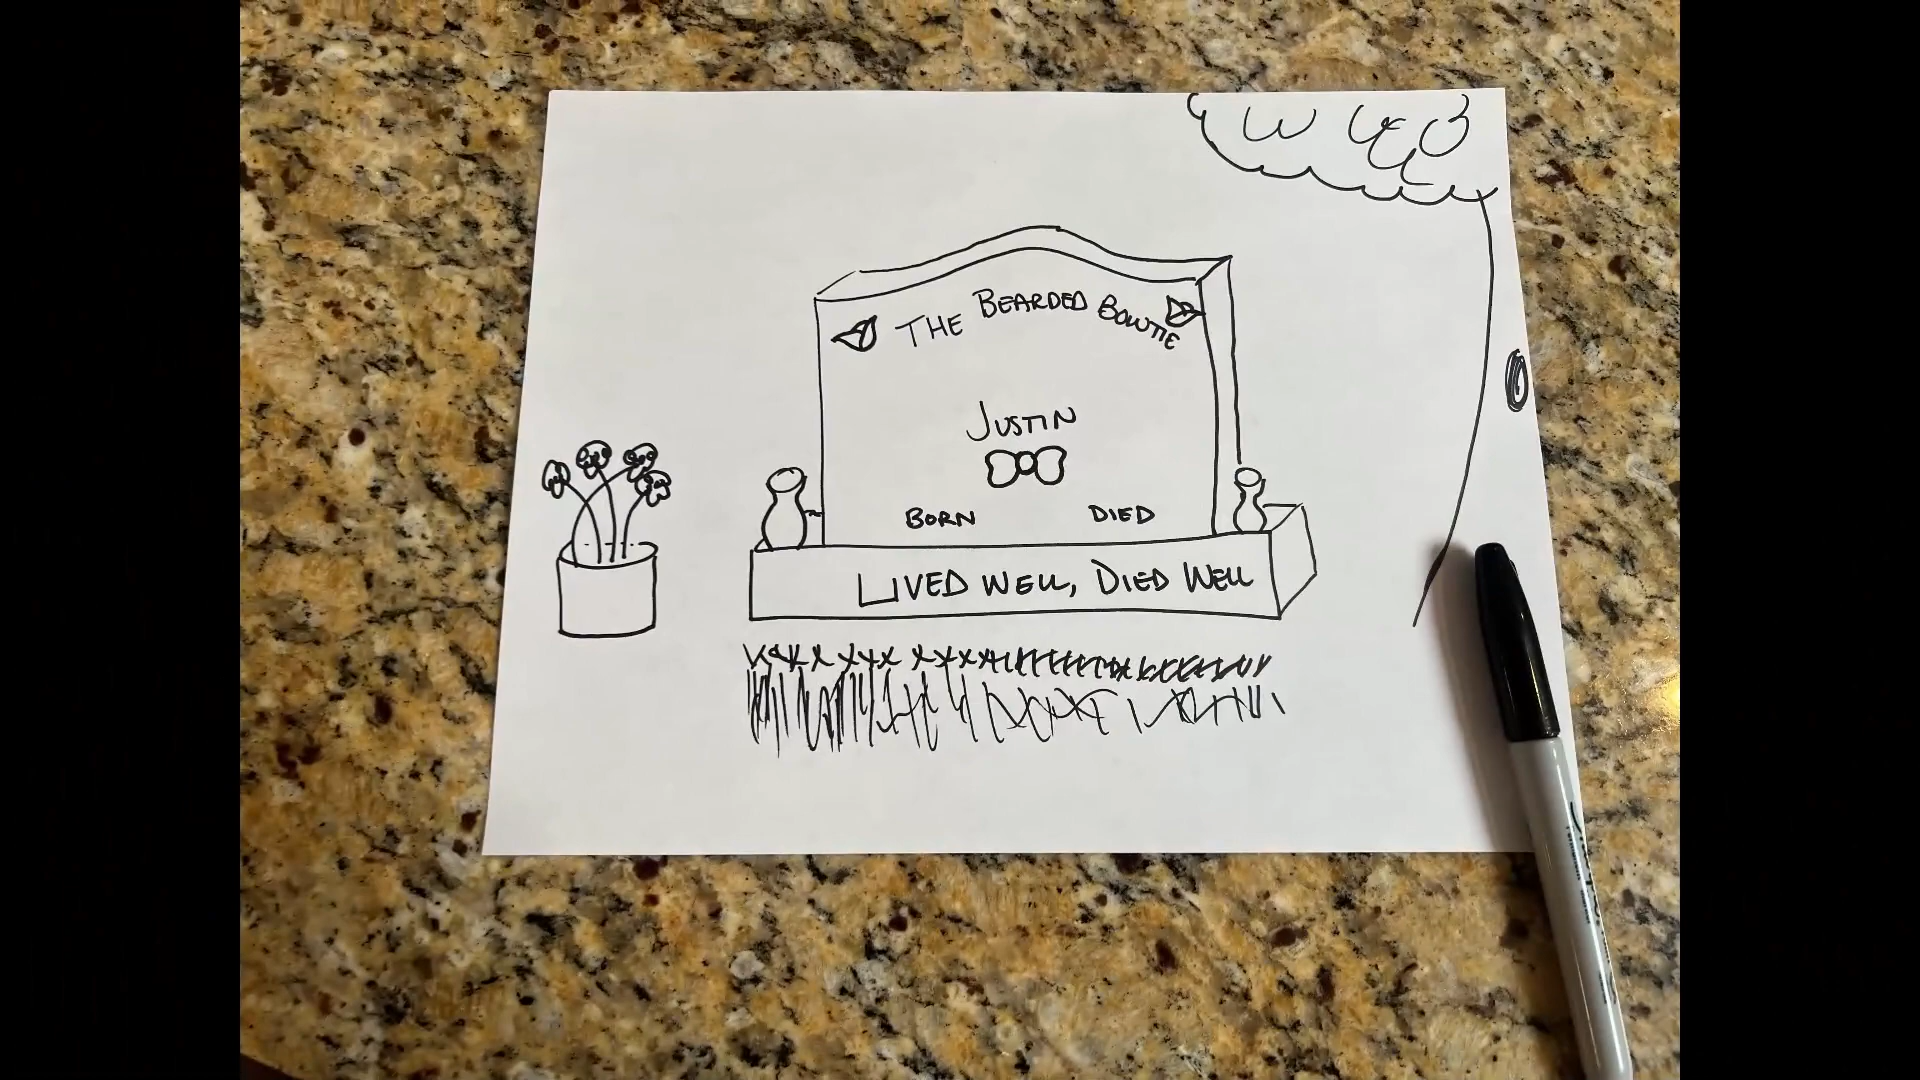 THE BEARDED BOWTIE
JUSTIN
BORN DIED
LIVED WELL, DIED WELL